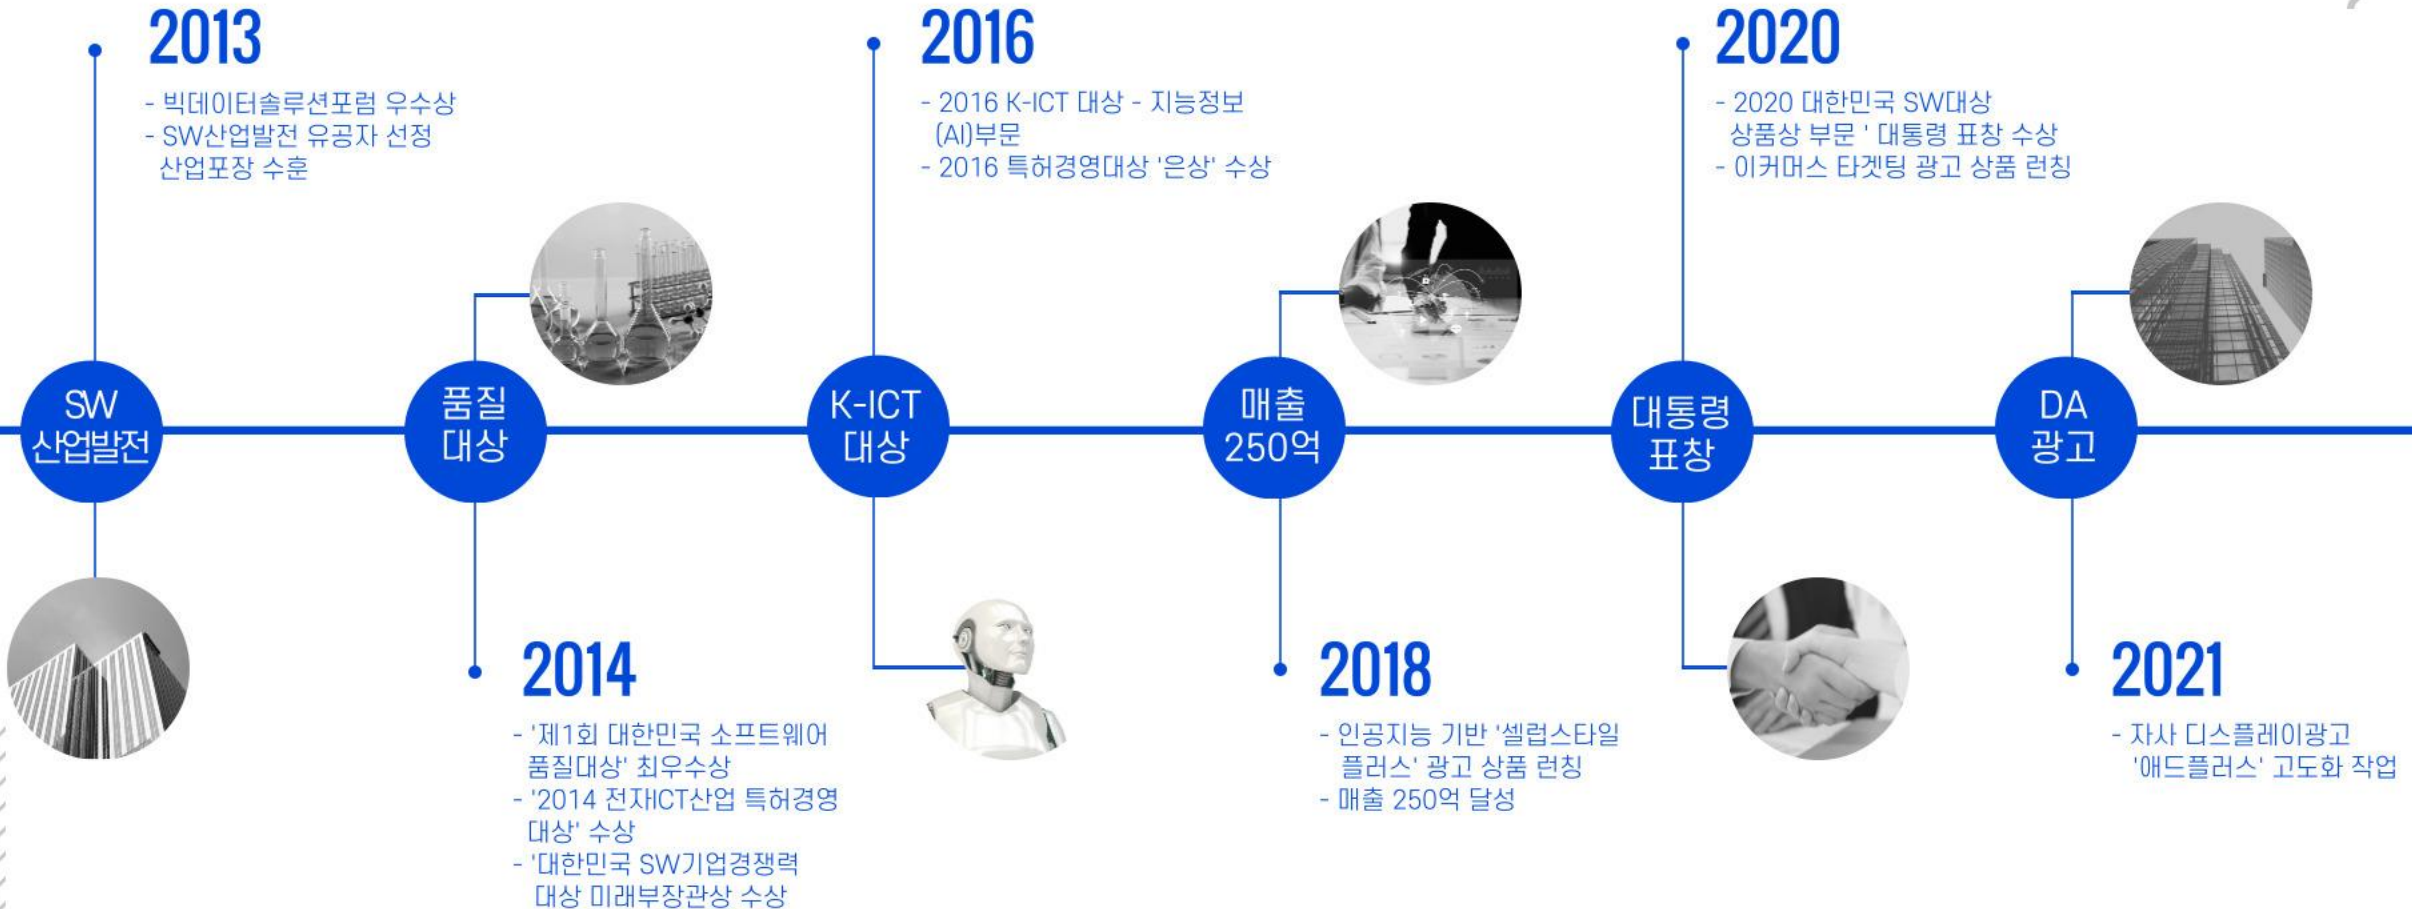 2013
- 빅데이터솔루션포럼 우수상
- SW산업발전 유공자 선정
산업포장 수훈
2016
- 2016 K-ICT 대상 - 지능정보
(AI)부문
- 2016 특허경영대상 '은상' 수상
2020
- 2020 대한민국 SW대상
상품상 부문 ' 대통령 표창 수상
- 이커머스 타겟팅 광고 상품 런칭
SW
산업발전
품질
대상
K-ICT
대상
매출
250억
대통령
표창
DA
광고
2014
- '제1회 대한민국 소프트웨어
품질대상' 최우수상
- '2014 전자ICT산업 특허경영
대상' 수상
- '대한민국 SW기업경쟁력
대상 미래부장관상 수상
2018
- 인공지능 기반 '셀럽스타일
플러스' 광고 상품 런칭
- 매출 250억 달성
2021
- 자사 디스플레이광고
'애드플러스' 고도화 작업